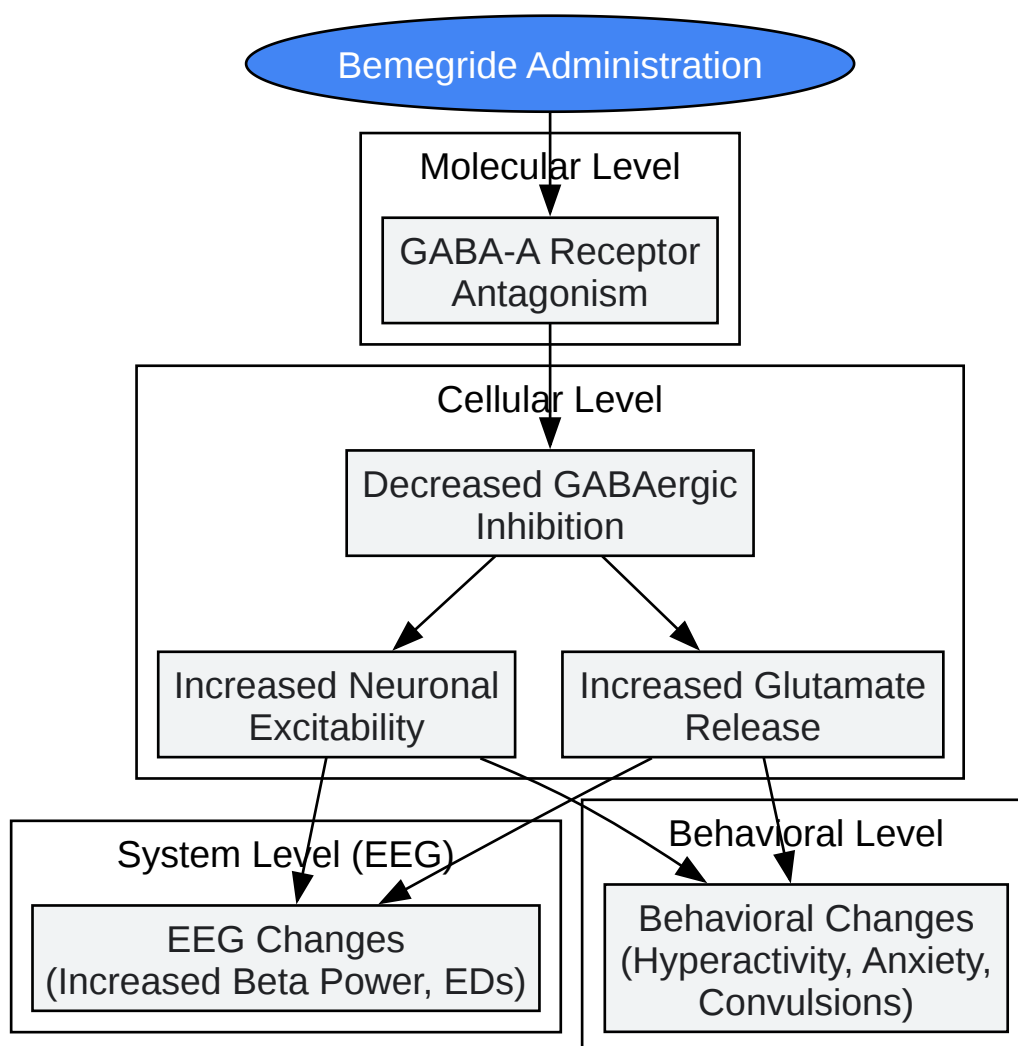 Bemegride Administration
Molecular Level
GABA-A Receptor
Antagonism
Cellular Level
Decreased GABAergic
Inhibition
Increased Neuronal
Excitability
Increased Glutamate
Release
System Level (EEG)
EEG Changes
(Increased Beta Power, EDs)
Behavioral Level
Behavioral Changes
(Hyperactivity, Anxiety,
Convulsions)